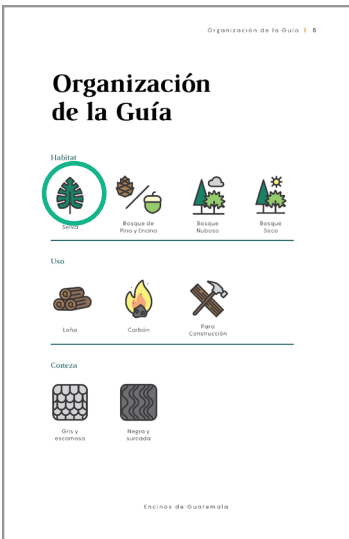 Organización de la Guía | 5
Organización
de la Guía
Habitat
Selva
Bosque de
Pino y Encino
Bosque
Nuboso
Bosque
Seco
Uso
Leña
Carbón
Para
Construcción
Corteza
Gris y
escamosa
Negra y
surcada
Encinos de Guatemala